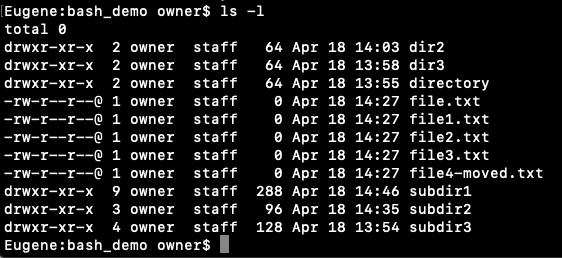 Eugene:bash_demo owner$ ls -l
total 0
drwxr-xr-x  2 owner  staff   64 Apr 18 14:03 dir2
drwxr-xr-x  2 owner  staff   64 Apr 18 13:58 dir3
drwxr-xr-x  2 owner  staff   64 Apr 18 13:55 directory
-rw-r--r--@ 1 owner  staff    0 Apr 18 14:27 file.txt
-rw-r--r--@ 1 owner  staff    0 Apr 18 14:27 file1.txt
-rw-r--r--@ 1 owner  staff    0 Apr 18 14:27 file2.txt
-rw-r--r--@ 1 owner  staff    0 Apr 18 14:27 file3.txt
-rw-r--r--@ 1 owner  staff    0 Apr 18 14:27 file4-moved.txt
drwxr-xr-x  9 owner  staff  288 Apr 18 14:46 subdir1
drwxr-xr-x  3 owner  staff   96 Apr 18 14:35 subdir2
drwxr-xr-x  4 owner  staff  128 Apr 18 13:54 subdir3
Eugene:bash_demo owner$